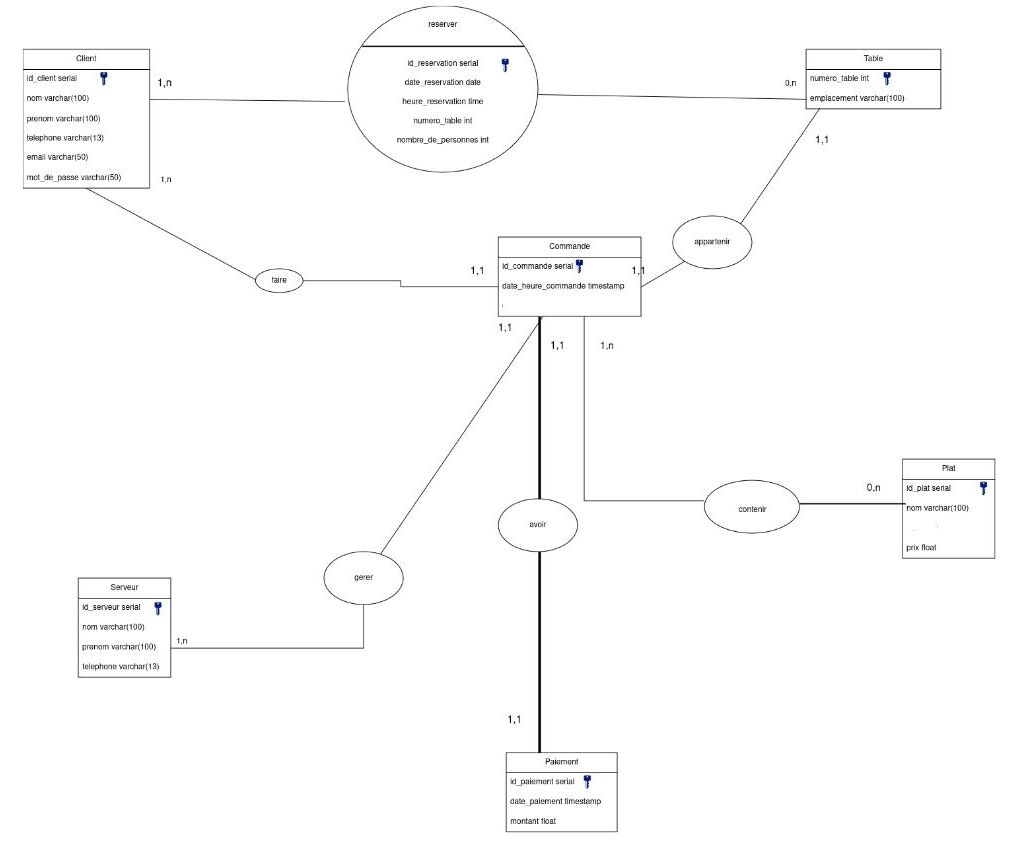 reserver
id_reservation serial
date_reservation date
heure_reservation time
numero_table int
nombre_de_personnes int
Client
id_client serial
nom varchar(100)
prenom varchar(100)
telephone varchar(13)
email varchar(50)
mot_de_passe varchar(50)
1,n
1,n
Table
numero_table int
emplacement varchar(100)
0,n
1,1
appartenir
Commande
id_commande serial
date_heure_commande timestamp
1,1
1,1
faire
1,1
1,1
1,n
Plat
id_plat serial
nom varchar(100)
prix float
0,n
contenir
avoir
gerer
Serveur
id_serveur serial
nom varchar(100)
prenom varchar(100)
telephone varchar(13)
1,n
1,1
Paiement
id_paiement serial
date_paiement timestamp
montant float